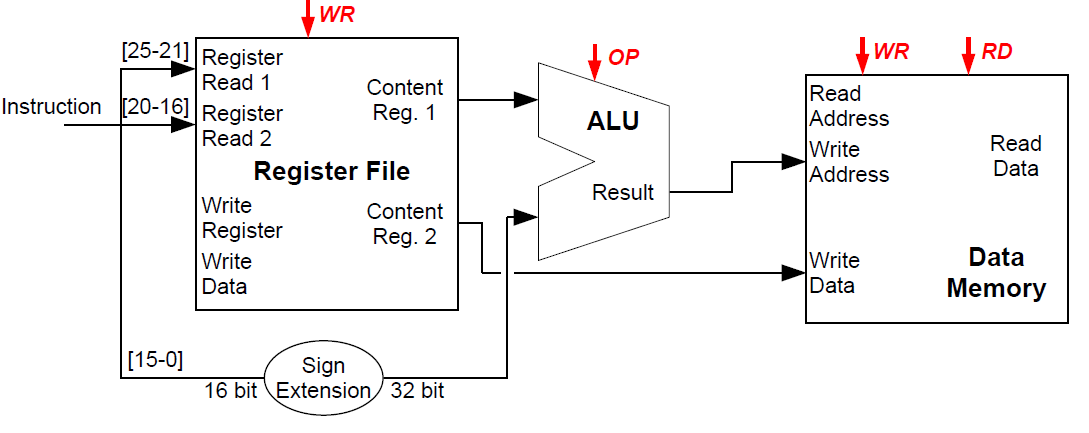 WR
[25-21]
Register
Read 1
Content
Reg. 1
Instruction
[20-16]
Register
Read 2
Register File
Write
Register
Content
Reg. 2
Write
Data
[15-0]
16 bit
Sign
Extension
32 bit
OP
ALU
Result
WR
RD
Read
Address
Write
Address
Read
Data
Write
Data
Data
Memory